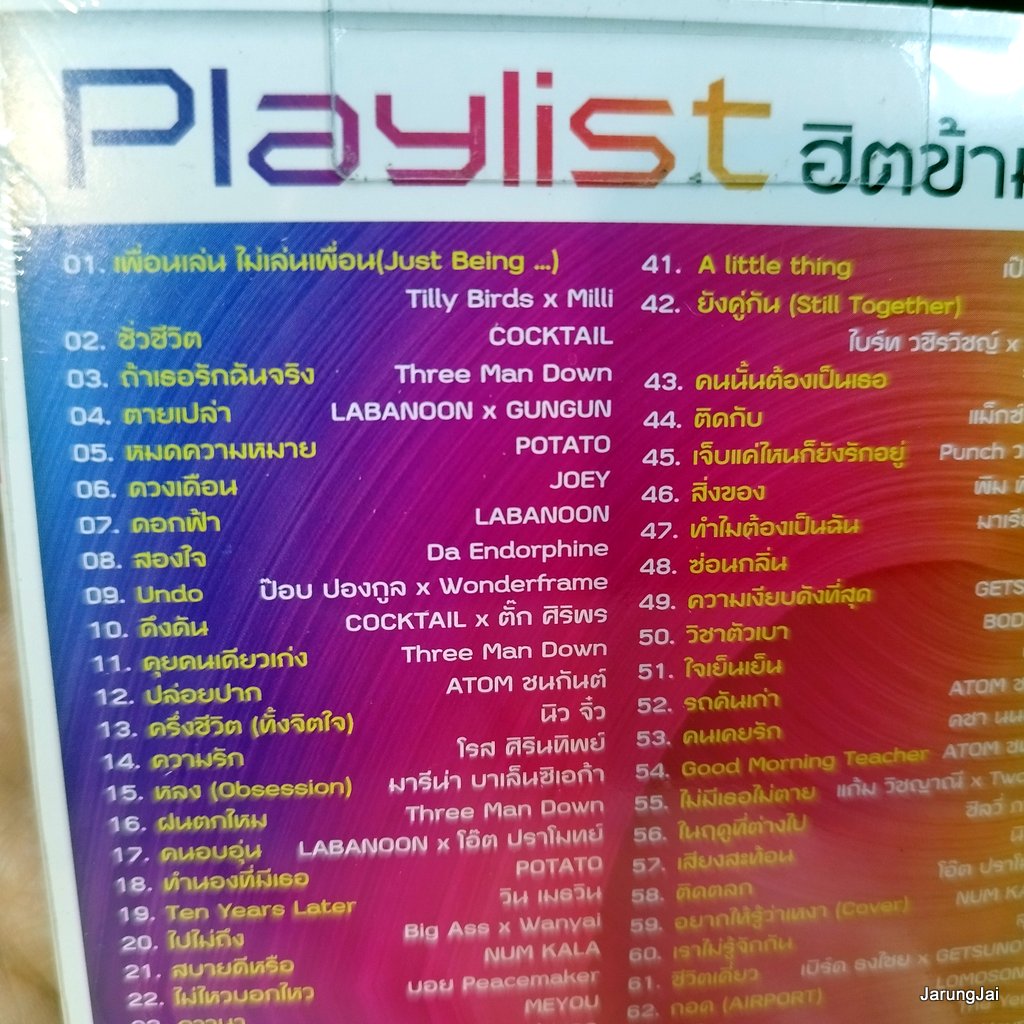 Playlist ฮิตข้าม
01. เพื่อนเล่น ไม่เล่นเพื่อน(Just Being ...)
Tilly Birds x Milli
02. ชั่วชีวิต COCKTAIL
03. ถ้าเธอรักฉันจริง Three Man Down
04. ตายเปล่า LABANOON x GUNGUN
05. หมดความหมาย POTATO
06. ดวงเดือน JOEY
07. ดอกฟ้า LABANOON
08. สองใจ Da Endorphine
09. Undo ป๊อบ ปองกูล x Wonderframe
10. ดึงดัน COCKTAIL x ตั๊ก ศิริพร
11. คุยคนเดียวเก่ง Three Man Down
12. ปล่อยปาก ATOM ชนกันต์
13. ครึ่งชีวิต (ทิ้งจิตใจ) นิว จิ๋ว
14. ความรัก โรส ศิรินทิพย์
15. หลง (Obsession) มารีน่า บาเล็นซิเอก้า
16. ฝนตกไหม Three Man Down
17. คนอบอุ่น LABANOON x โอ๊ต ปราโมทย์
18. ทำนองที่มีเธอ POTATO
19. Ten Years Later วิน เมธวิน
20. ไปไม่ถึง Big Ass x Wanyai
21. สบายดีหรือ NUM KALA
22. ไม่ไหวบอกไหว บอย Peacemaker
MEYOU
41. A little thing
42. ยังคู่กัน (Still Together)
ไบร์ท วชิรวิชญ์ x
43. คนนั้นต้องเป็นเธอ
44. ติดกับ แม็กซ์
45. เจ็บแค่ไหนก็ยังรักอยู่ Punch
46. สิ่งของ พิม
47. ทำไมต้องเป็นฉัน
48. ซ่อนกลิ่น
49. ความเงียบดังที่สุด GETS
50. วิชาตัวเบา BOD
51. ใจเย็นเย็น
52. รถคันเก่า ATOM
53. คนเคยรัก
54. Good Morning Teacher ATOM
55. ไม่มีเธอไม่ตาย แก้ม วิชญาณี x Two
56. ในฤดูที่ต่างไป
57. เสียงสะท้อน
58. ติดตลก โอ๊ต
59. อยากให้รู้ว่าเหงา (Cover) NUM KA
60. เราไม่รู้จักกัน
61. ชีวิตเดี่ยว เบิร์ด ธงไชย x GETSUNO
62. กอด (AIRPORT) LOMOSON
JarungJai